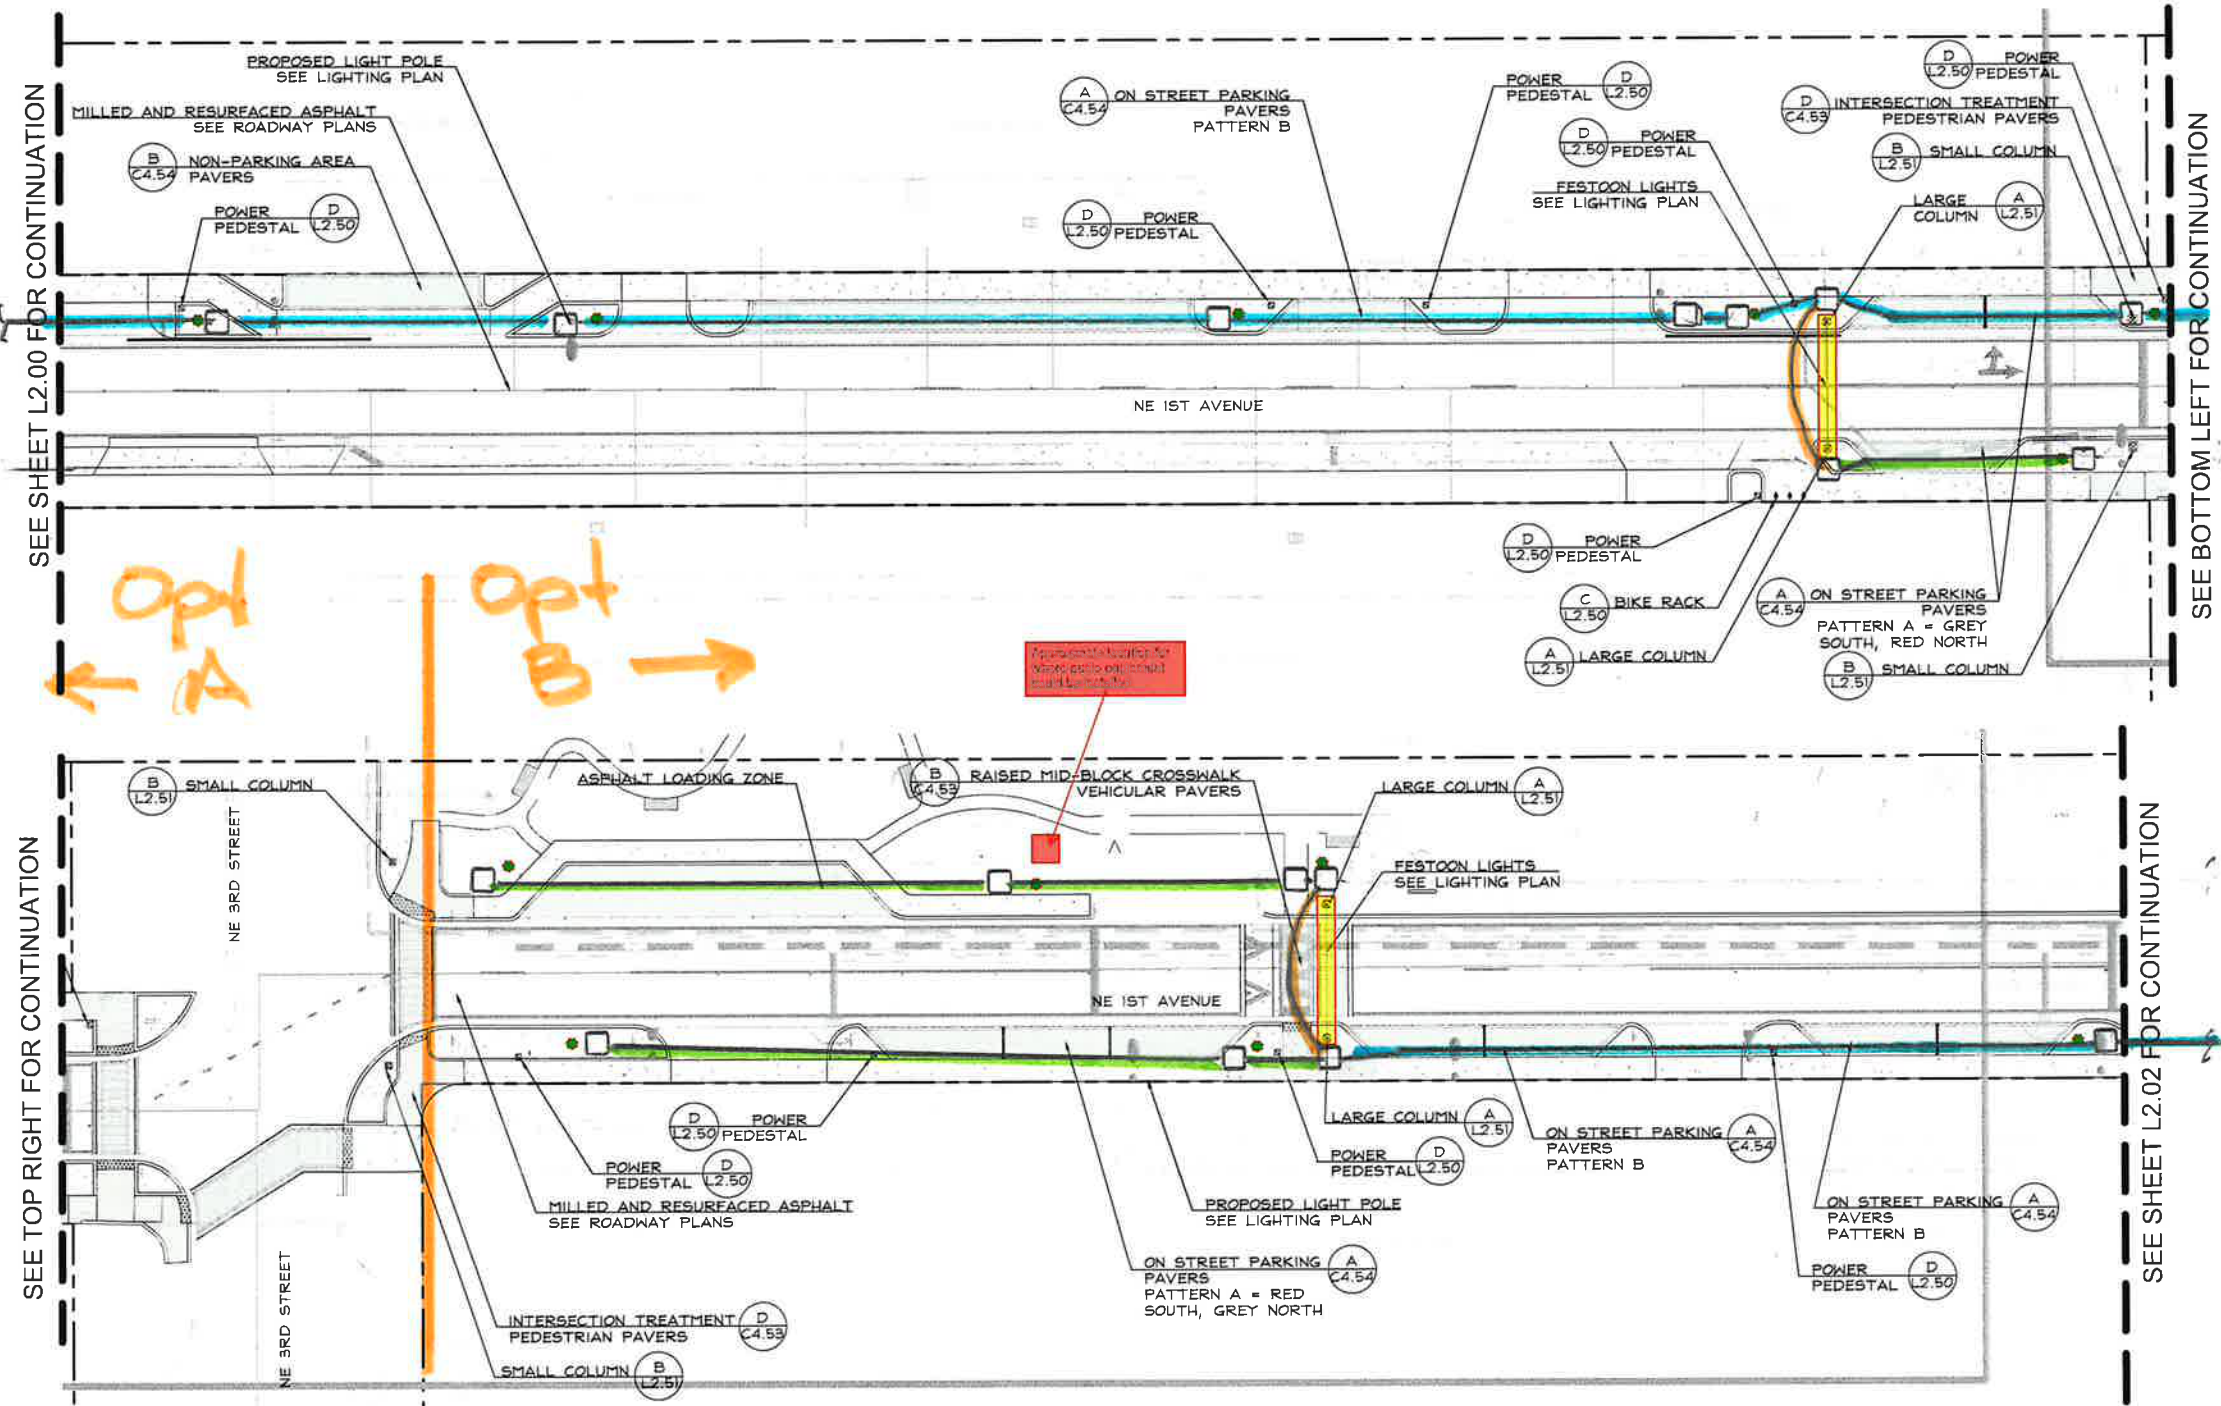 SEE SHEET L2.00 FOR CONTINUATION
PROPOSED LIGHT POLE
SEE LIGHTING PLAN
MILLED AND RESURFACED ASPHALT
SEE ROADWAY PLANS
B
C4.54
NON-PARKING AREA
PAVERS
POWER
PEDESTAL
D
L2.50
A
C4.54
ON STREET PARKING
PAVERS
PATTERN B
D
L2.50
POWER
PEDESTAL
POWER
PEDESTAL
D
L2.50
D
L2.50
POWER
PEDESTAL
FESTOON LIGHTS
SEE LIGHTING PLAN
D
L2.50
POWER
PEDESTAL
D
C4.53
INTERSECTION TREATMENT
PEDESTRIAN PAVERS
B
L2.51
SMALL COLUMN
LARGE
COLUMN
A
L2.51
SEE BOTTOM LEFT FOR CONTINUATION
NE 1ST AVENUE
D
L2.50
POWER
PEDESTAL
C
L2.50
BIKE RACK
A
L2.51
LARGE COLUMN
A
C4.54
ON STREET PARKING
PAVERS
PATTERN A = GREY
SOUTH, RED NORTH
B
L2.51
SMALL COLUMN
Opt
A
Opt
B
SEE TOP RIGHT FOR CONTINUATION
B
L2.51
SMALL COLUMN
NE 3RD STREET
ASPHALT LOADING ZONE
B
C4.53
RAISED MID-BLOCK CROSSWALK
VEHICULAR PAVERS
LARGE COLUMN
A
L2.51
FESTOON LIGHTS
SEE LIGHTING PLAN
NE 1ST AVENUE
SEE SHEET L2.02 FOR CONTINUATION
D
L2.50
POWER
PEDESTAL
POWER
PEDESTAL
D
L2.50
MILLED AND RESURFACED ASPHALT
SEE ROADWAY PLANS
LARGE COLUMN
A
L2.51
POWER
PEDESTAL
D
L2.50
PROPOSED LIGHT POLE
SEE LIGHTING PLAN
ON STREET PARKING
PAVERS
PATTERN B
A
C4.54
ON STREET PARKING
PAVERS
PATTERN B
A
C4.54
ON STREET PARKING
PAVERS
PATTERN A = RED
SOUTH, GREY NORTH
A
C4.54
POWER
PEDESTAL
D
L2.50
NE 3RD STREET
INTERSECTION TREATMENT
PEDESTRIAN PAVERS
D
C4.53
SMALL COLUMN
B
L2.51